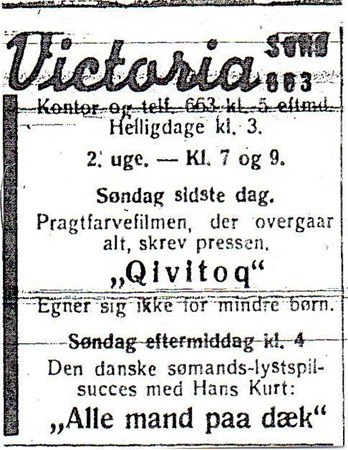 Victoria SØRØ 663
Kontor og telf. 663 kl. 5 eftmd.
Helligdage kl. 3.
2. uge. — Kl. 7 og 9.
Søndag sidste dag.
Pragtfarvefilmen, der overgaar
alt, skrev pressen.
„Qivitoq“
Egner sig ikke for mindre børn.
Søndag eftermiddag kl. 4
Den danske sømands-lystspil-
succes med Hans Kurt:
„Alle mand paa dæk“